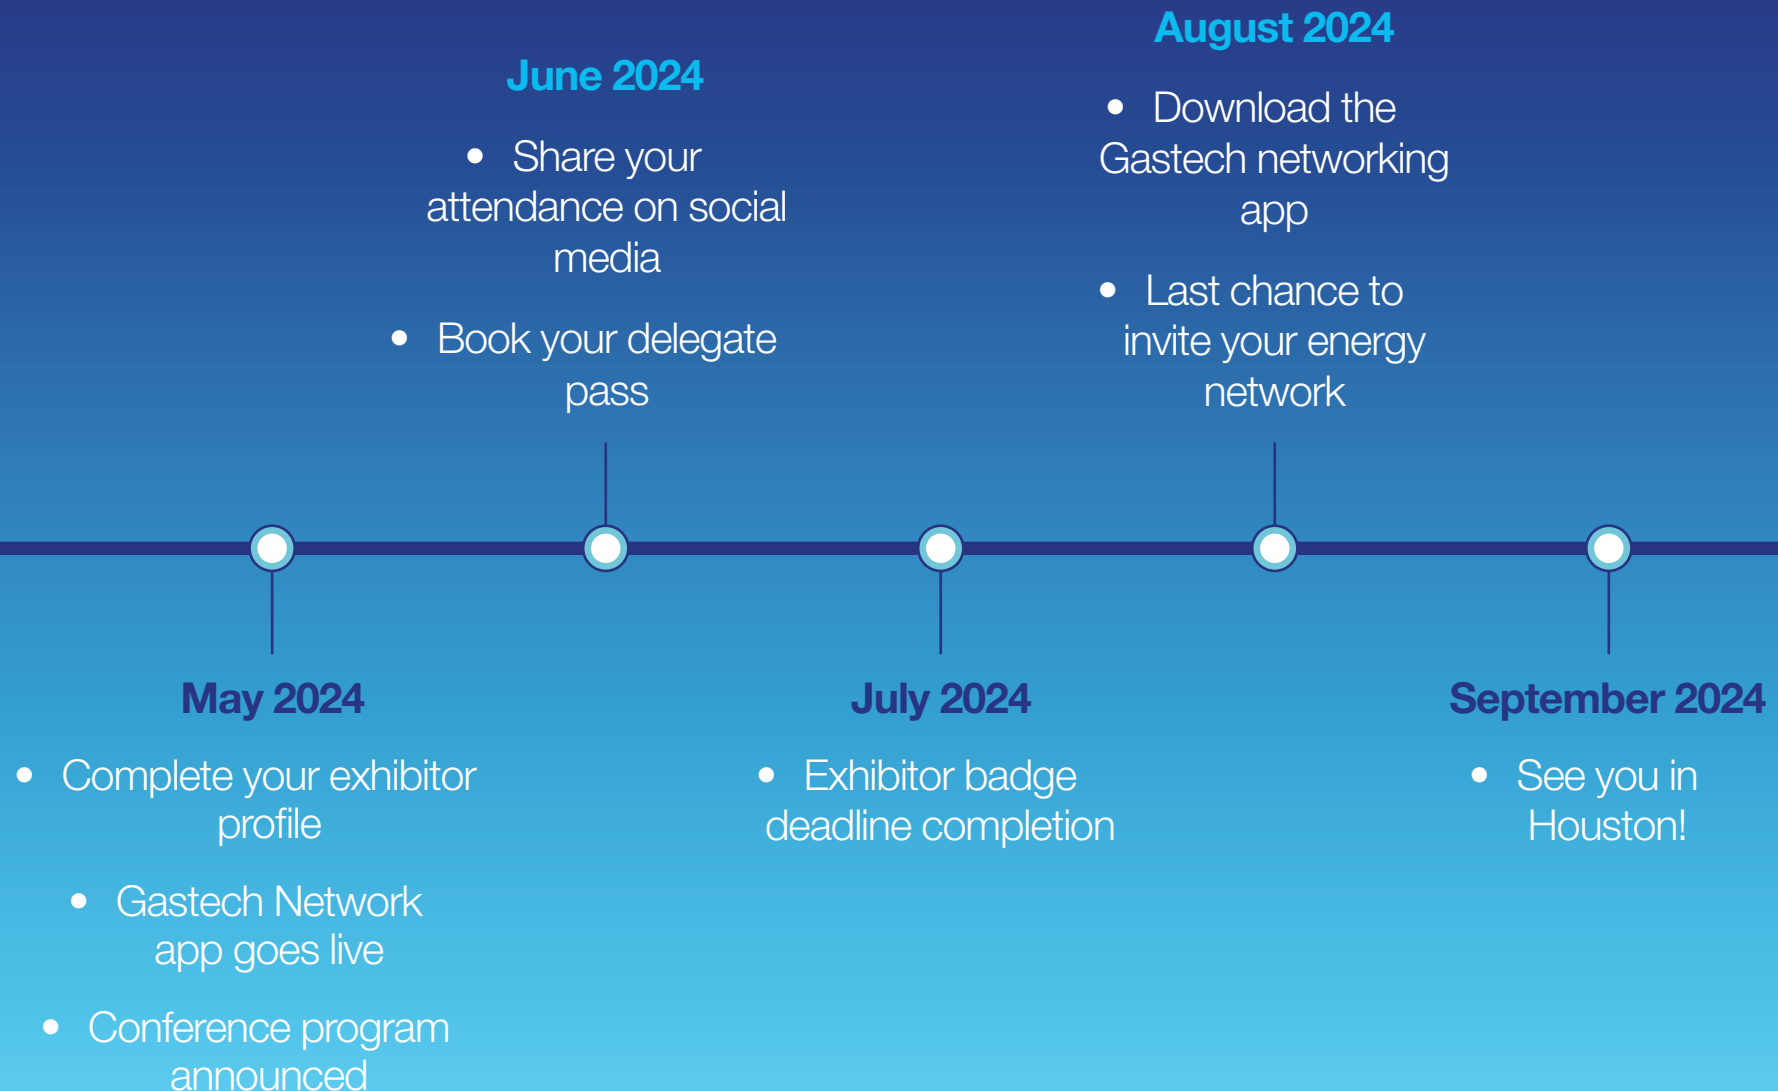 May 2024
• Complete your exhibitor
profile
• Gastech Network
app goes live
• Conference program
announced
June 2024
• Share your
attendance on social
media
• Book your delegate
pass
July 2024
• Exhibitor badge
deadline completion
August 2024
• Download the
Gastech networking
app
• Last chance to
invite your energy
network
September 2024
• See you in
Houston!